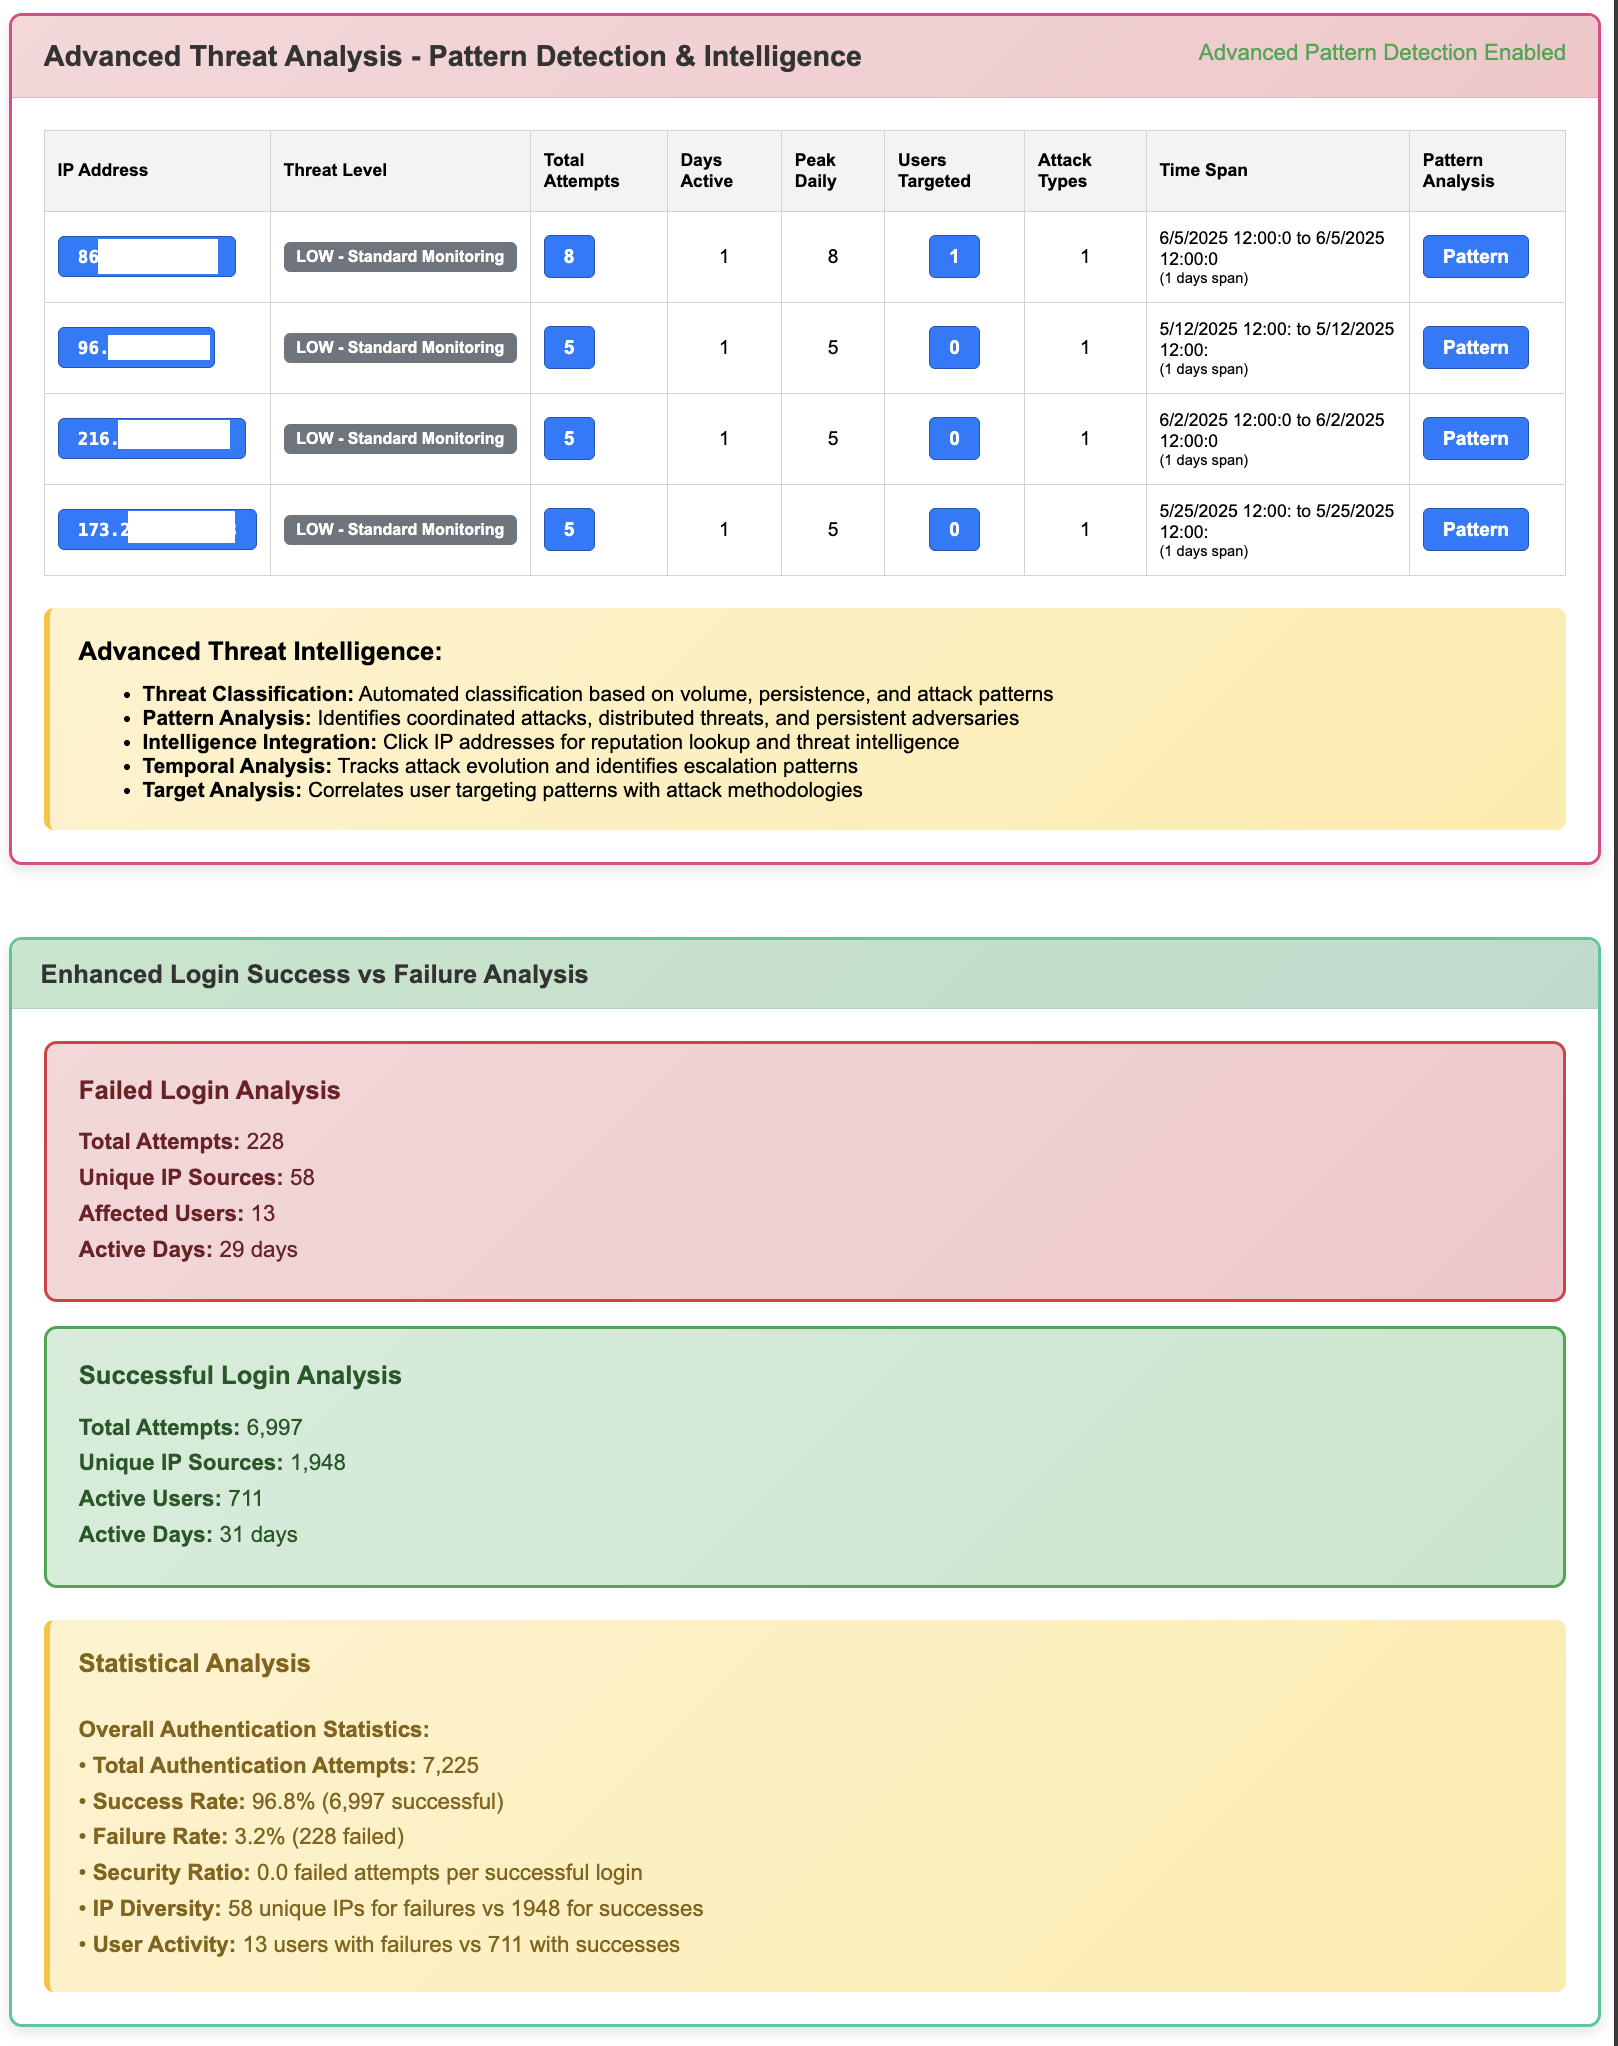 Advanced Threat Analysis - Pattern Detection & Intelligence
Advanced Pattern Detection Enabled
IP Address
Threat Level
Total
Attempts
Days
Active
Peak
Daily
Users
Targeted
Attack
Types
Time Span
Pattern
Analysis
86
LOW - Standard Monitoring
8
1
8
1
1
6/5/2025 12:00:0 to 6/5/2025
12:00:0
(1 days span)
Pattern
96.
LOW - Standard Monitoring
5
1
5
0
1
5/12/2025 12:00: to 5/12/2025
12:00:
(1 days span)
Pattern
216.
LOW - Standard Monitoring
5
1
5
0
1
6/2/2025 12:00:0 to 6/2/2025
12:00:0
(1 days span)
Pattern
173.2
LOW - Standard Monitoring
5
1
5
0
1
5/25/2025 12:00: to 5/25/2025
12:00:
(1 days span)
Pattern
Advanced Threat Intelligence:
• Threat Classification: Automated classification based on volume, persistence, and attack patterns
• Pattern Analysis: Identifies coordinated attacks, distributed threats, and persistent adversaries
• Intelligence Integration: Click IP addresses for reputation lookup and threat intelligence
• Temporal Analysis: Tracks attack evolution and identifies escalation patterns
• Target Analysis: Correlates user targeting patterns with attack methodologies
Enhanced Login Success vs Failure Analysis
Failed Login Analysis
Total Attempts: 228
Unique IP Sources: 58
Affected Users: 13
Active Days: 29 days
Successful Login Analysis
Total Attempts: 6,997
Unique IP Sources: 1,948
Active Users: 711
Active Days: 31 days
Statistical Analysis
Overall Authentication Statistics:
• Total Authentication Attempts: 7,225
• Success Rate: 96.8% (6,997 successful)
• Failure Rate: 3.2% (228 failed)
• Security Ratio: 0.0 failed attempts per successful login
• IP Diversity: 58 unique IPs for failures vs 1948 for successes
• User Activity: 13 users with failures vs 711 with successes